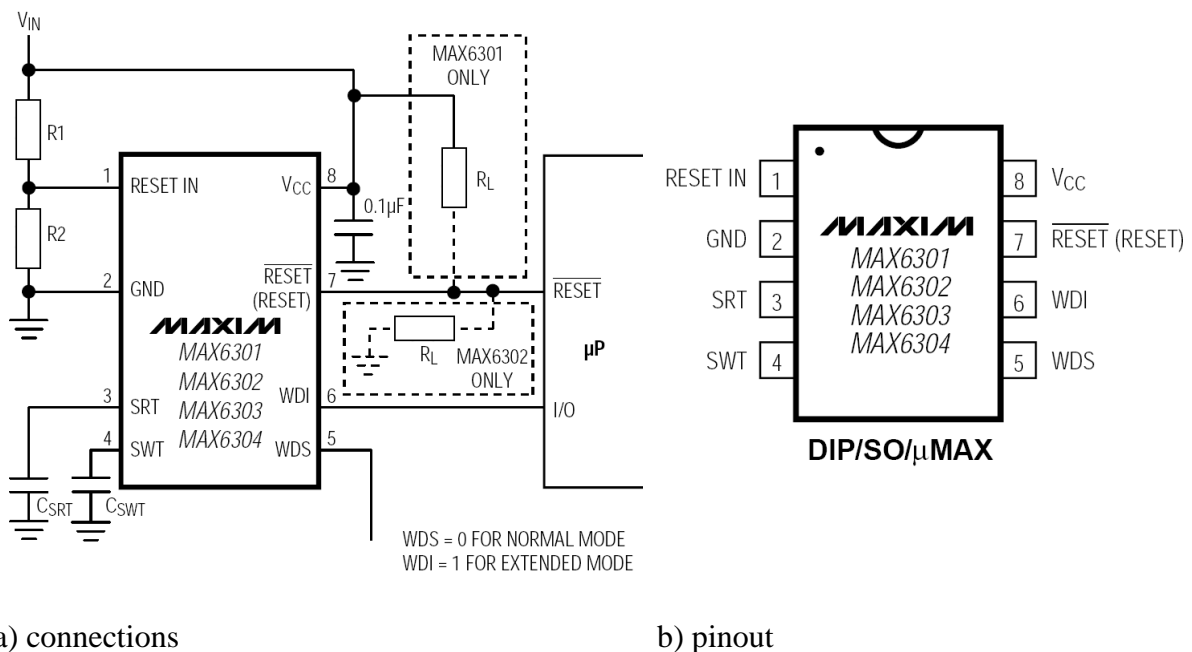 VIN
R1
R2
1
RESET IN
VCC
8
0.1µF
MAX6301
ONLY
RL
2
GND
RESET
(RESET)
7
RESET
MAXIM
MAX6301
MAX6302
MAX6303
MAX6304
RL
MAX6302
ONLY
µP
3
SRT
WDI
6
I/O
4
SWT
WDS
5
CSRT
CSWT
WDS = 0 FOR NORMAL MODE
WDI = 1 FOR EXTENDED MODE
RESET IN
1
8
VCC
GND
2
7
RESET (RESET)
SRT
3
6
WDI
SWT
4
5
WDS
MAXIM
MAX6301
MAX6302
MAX6303
MAX6304
DIP/SO/µMAX
a) connections
b) pinout